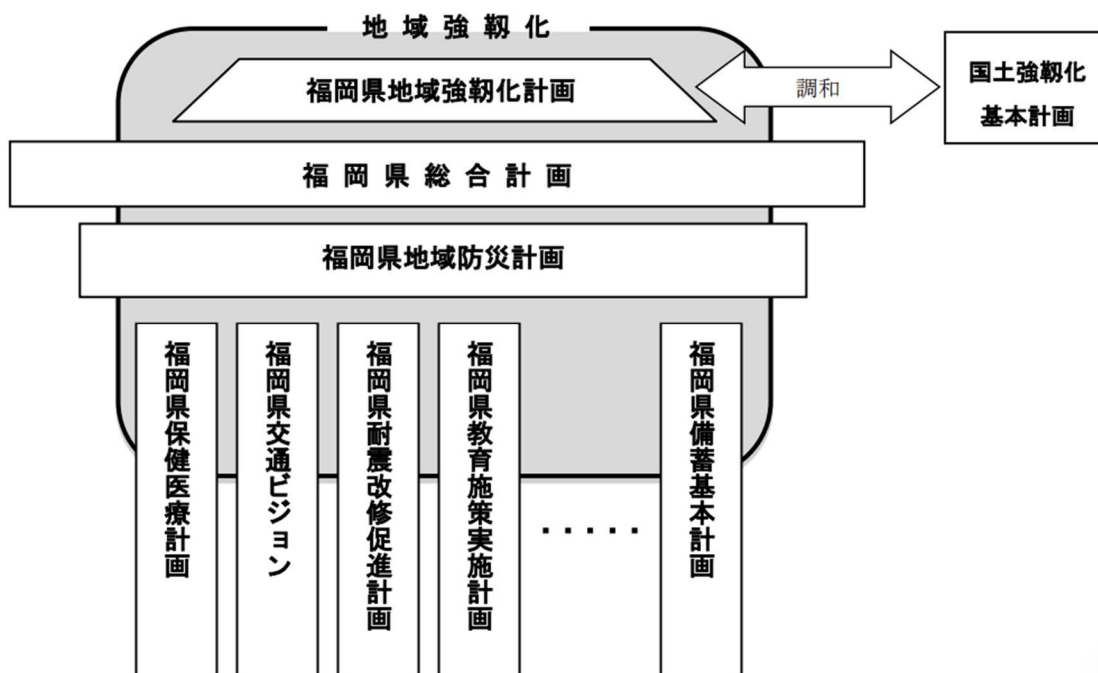 地域強靱化
福岡県地域強靱化計画
調和
国土強靱化
基本計画
福岡県総合計画
福岡県地域防災計画
福岡県保健医療計画
福岡県交通ビジョン
福岡県耐震改修促進計画
福岡県教育施策実施計画
・・・・・
福岡県備蓄基本計画